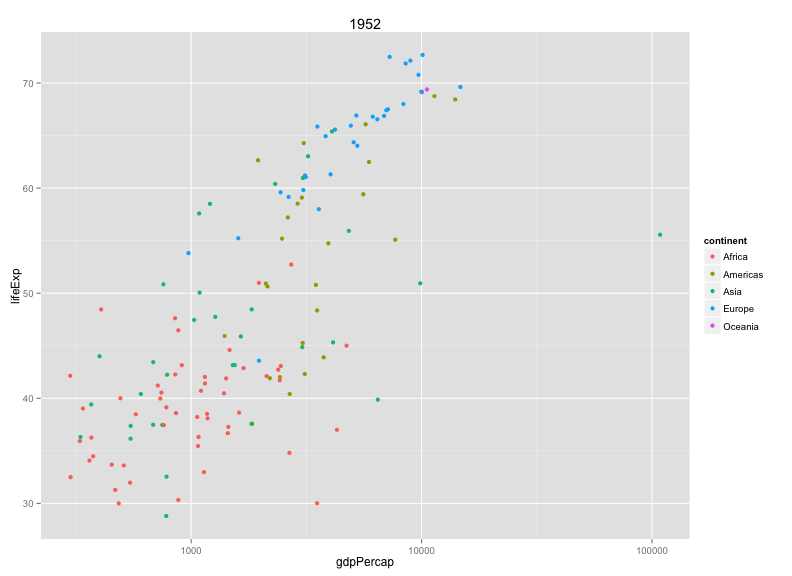 1952
70
60
50
40
30
lifeExp
1000
10000
100000
gdpPercap
continent
Africa
Americas
Asia
Europe
Oceania